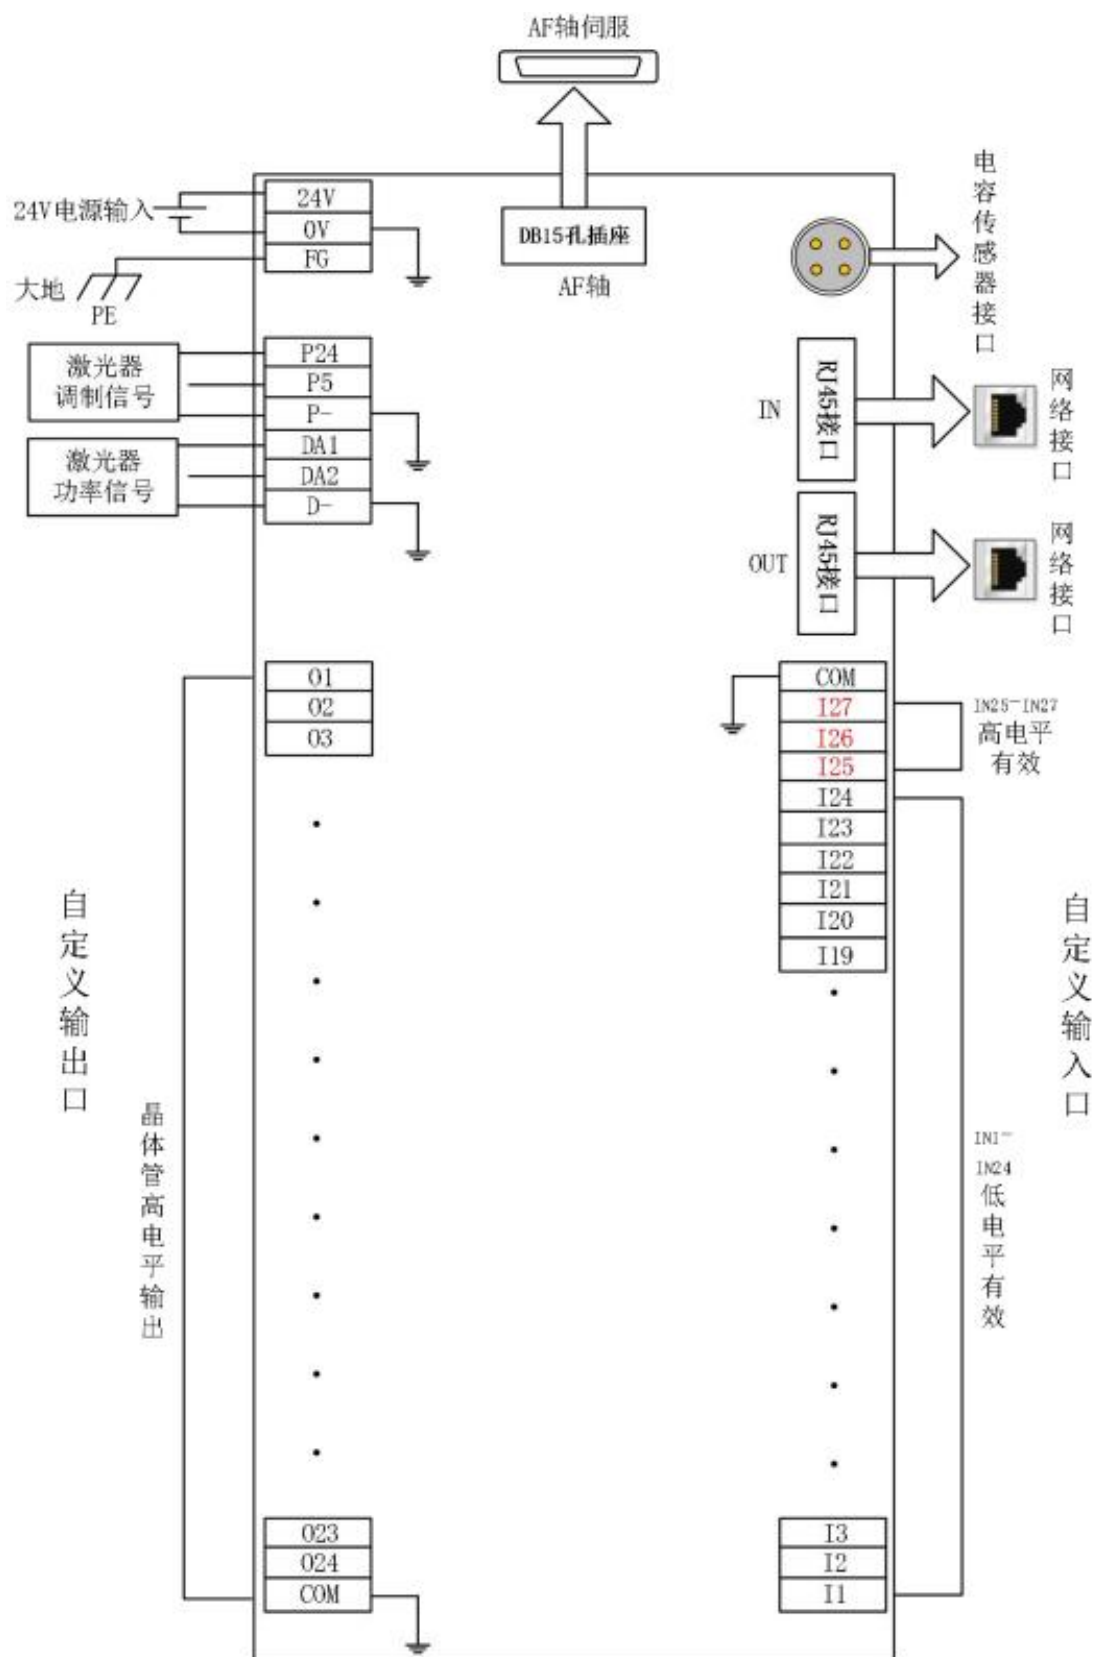 AF轴伺服
24V电源输入
24V
0V
FG
大地
PE
DB15孔插座
AF轴
电容传感器接口
激光器
调制信号
P24
P5
P-
激光器
功率信号
DA1
DA2
D-
IN
RJ45接口
网络接口
OUT
RJ45接口
网络接口
O1
O2
O3
COM
I27
I26
I25
I24
I23
I22
I21
I20
I19
IN25-IN27
高电平
有效
自定义输出口
晶体管高电平输出
自定义输入口
IN1-
IN24
低电平有效
O23
O24
COM
I3
I2
I1